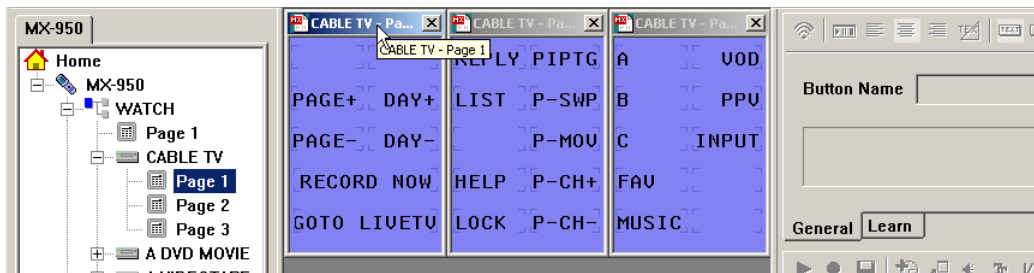 MX-950
Home
MX-950
WATCH
Page 1
CABLE TV
Page 1
Page 2
Page 3
A DVD MOVIE
CABLE TV - Pa...
CABLE TV - Page 1
PAGE+ DAY+
PAGE- DAY-
RECORD NOW
GOTO LIVETV
CABLE TV - Pa...
REPLY PIPTG
LIST P-SWP
P-MOV
HELP P-CH+
LOCK P-CH-
CABLE TV - Pa...
A VOD
B PPV
C INPUT
FAV
MUSIC
TEXT
Button Name
General Learn